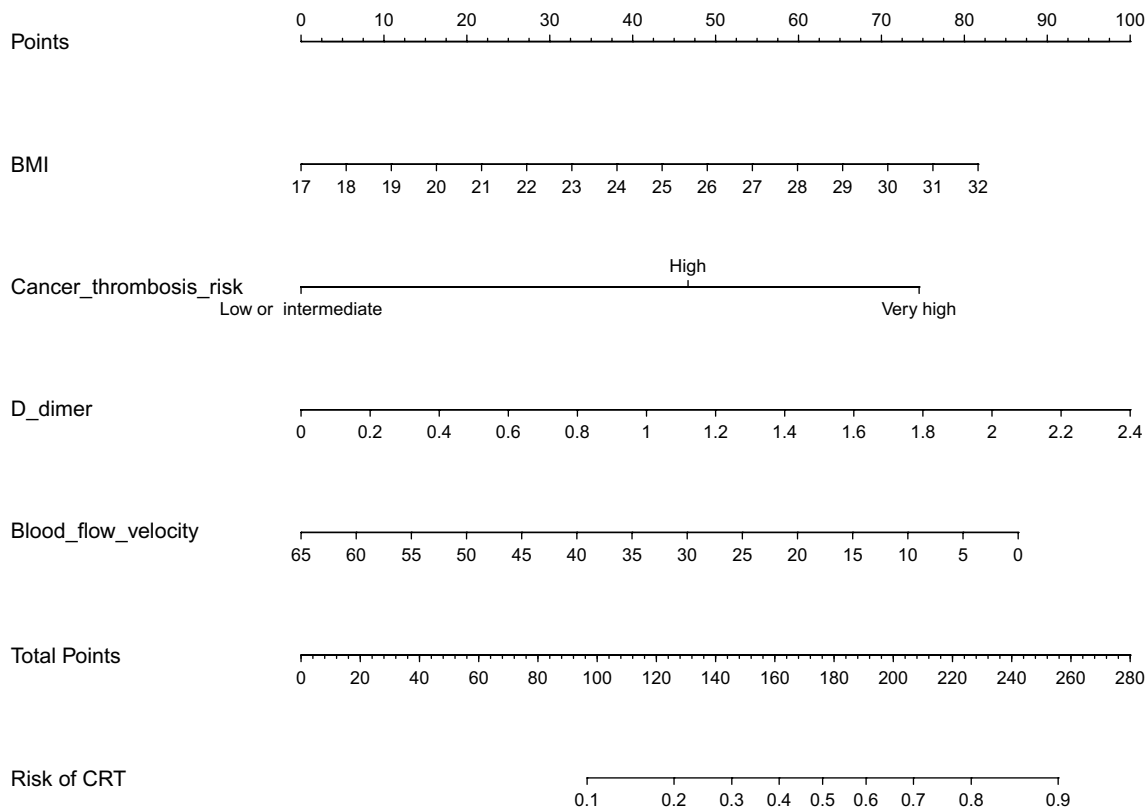 0 10 20 30 40 50 60 70 80 90 100
Points
BMI
17 18 19 20 21 22 23 24 25 26 27 28 29 30 31 32
High
Cancer_thrombosis_risk
Low or intermediate Very high
D_dimer
0 0.2 0.4 0.6 0.8 1 1.2 1.4 1.6 1.8 2 2.2 2.4
Blood_flow_velocity
65 60 55 50 45 40 35 30 25 20 15 10 5 0
Total Points
0 20 40 60 80 100 120 140 160 180 200 220 240 260 280
Risk of CRT
0.1 0.2 0.3 0.4 0.5 0.6 0.7 0.8 0.9